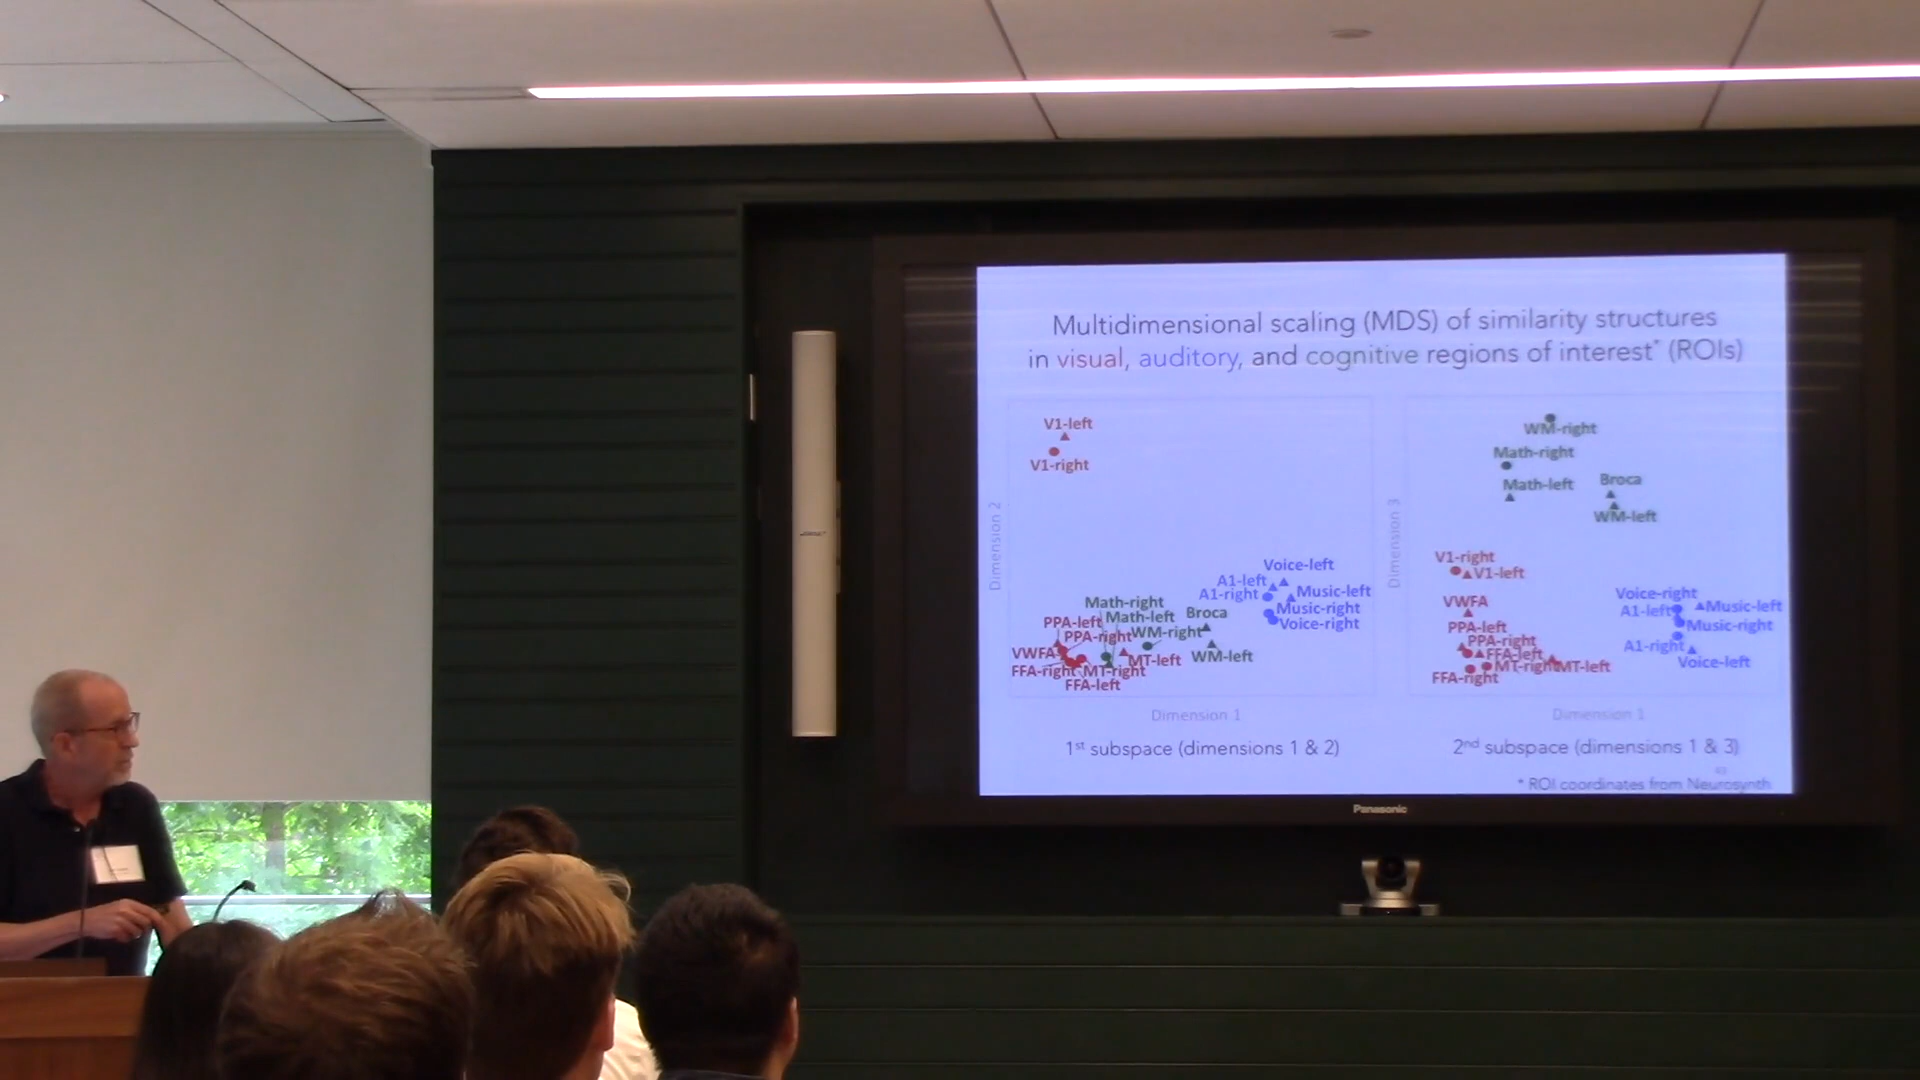 Multidimensional scaling (MDS) of similarity structures
in visual, auditory, and cognitive regions of interest* (ROIs)
V1-left
V1-right
Dimension 2
Voice-left
A1-left
A1-right
Music-left
Music-right
Voice-right
Math-right
Math-left
Broca
PPA-left
PPA-right
WM-right
WM-left
VWFA
MT-left
FFA-right
MT-right
FFA-left
Dimension 1
1st subspace (dimensions 1 & 2)
WM-right
Math-right
Math-left
Broca
WM-left
Dimension 3
V1-right
V1-left
VWFA
PPA-left
PPA-right
FFA-left
MT-right
MT-left
FFA-right
Voice-right
A1-left
Music-left
Music-right
A1-right
Voice-left
Dimension 1
2nd subspace (dimensions 1 & 3)
* ROI coordinates from Neurosynth
Panasonic